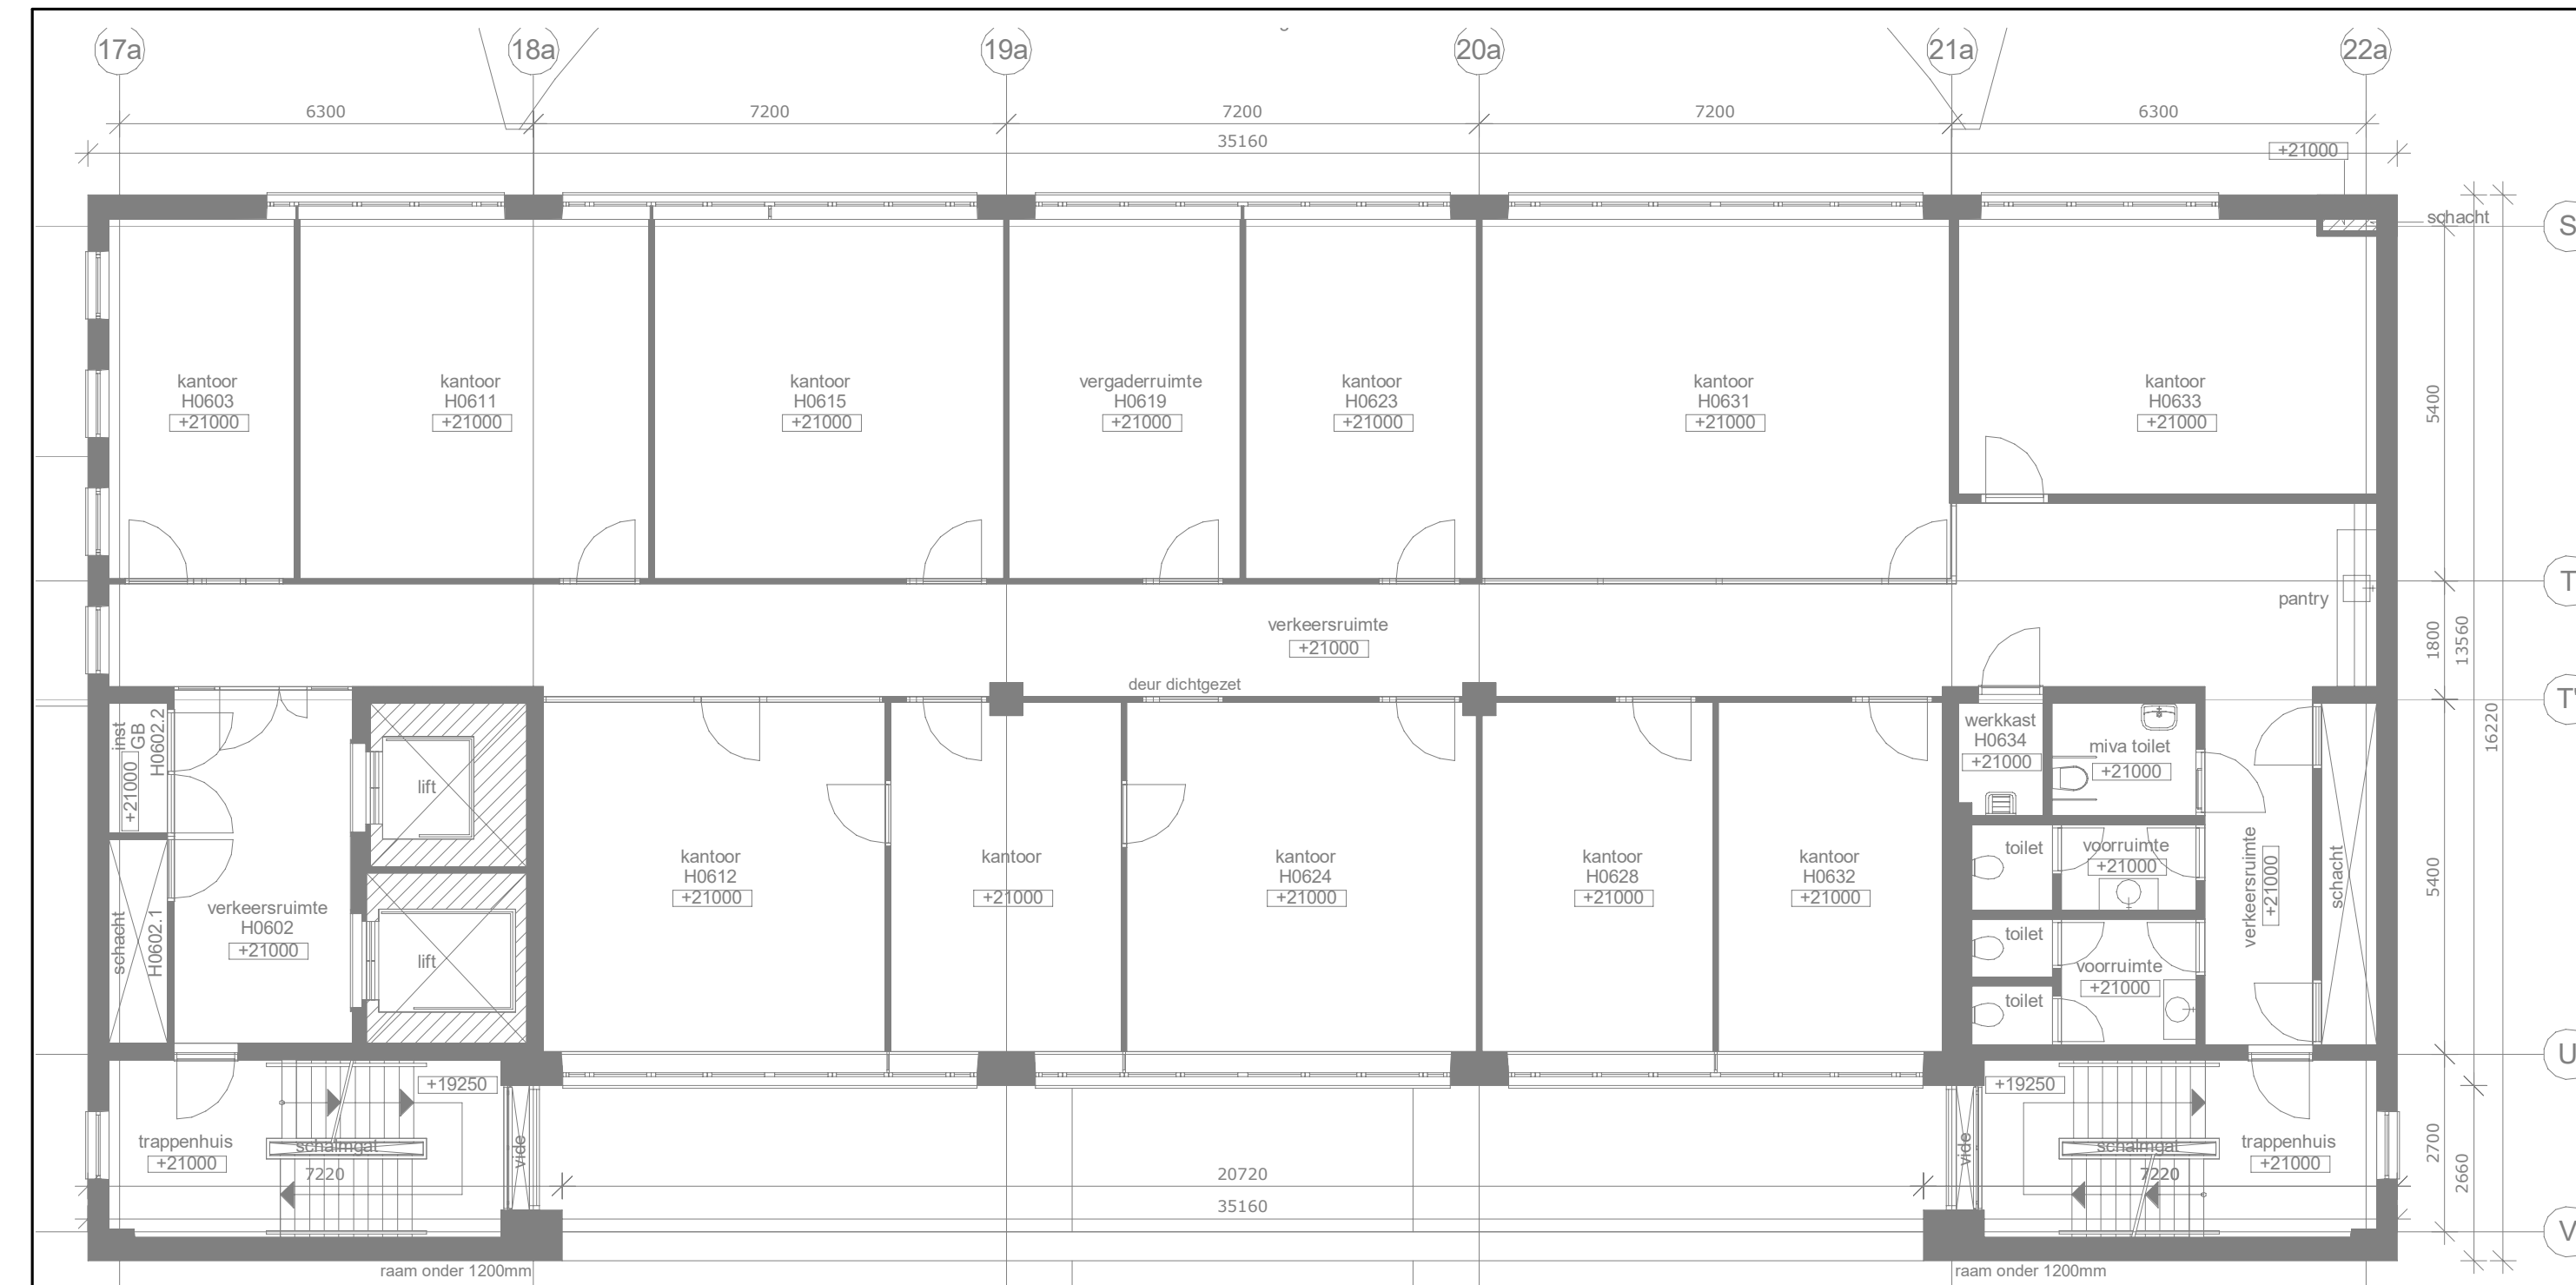 17a 18a 19a 20a 21a 22a
6300 7200 7200 7200 6300
35160
+21000
schacht
S
kantoor
H0603
+21000
kantoor
H0611
+21000
kantoor
H0615
+21000
vergaderruimte
H0619
+21000
kantoor
H0623
+21000
kantoor
H0631
+21000
kantoor
H0633
+21000
5400
T
pantry
verkeersruimte
+21000
1800
13560
deur dichtgezet
T'
16220
inst
GB
+21000
H0602.2
lift
werkkast
H0634
+21000
miva toilet
+21000
schacht
H0602.1
verkeersruimte
H0602
+21000
lift
kantoor
H0612
+21000
kantoor
+21000
kantoor
H0624
+21000
kantoor
H0628
+21000
kantoor
H0632
+21000
toilet
voorruimte
+21000
toilet
voorruimte
+21000
toilet
verkeersruimte
+21000
schacht
5400
U
+19250
trappenhuis
+21000
schalmgat
7220
vide
20720
35160
vide
+19250
schalmgat
7220
trappenhuis
+21000
2700
2660
V
raam onder 1200mm
raam onder 1200mm